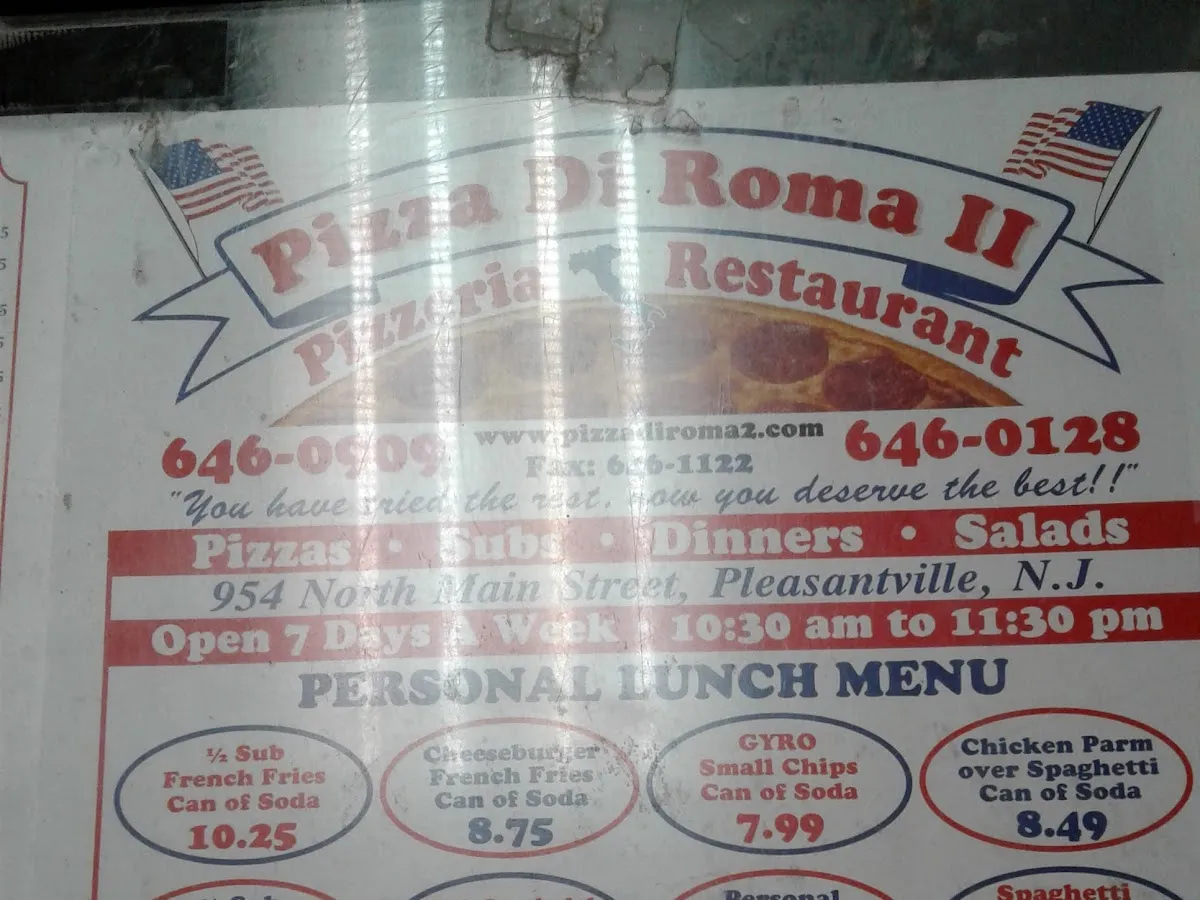 Pizza Di Roma II
Pizzeria Restaurant
646-0909
www.pizzadiroma2.com
646-0128
Fax: 646-1122
"You have tried the rest, now you deserve the best!!"
Pizzas • Subs • Dinners • Salads
954 North Main Street, Pleasantville, N.J.
Open 7 Days A Week 10:30 am to 11:30 pm
PERSONAL LUNCH MENU
½ Sub
French Fries
Can of Soda
10.25
Cheeseburger
French Fries
Can of Soda
8.75
GYRO
Small Chips
Can of Soda
7.99
Chicken Parm
over Spaghetti
Can of Soda
8.49
Personal
Spaghetti